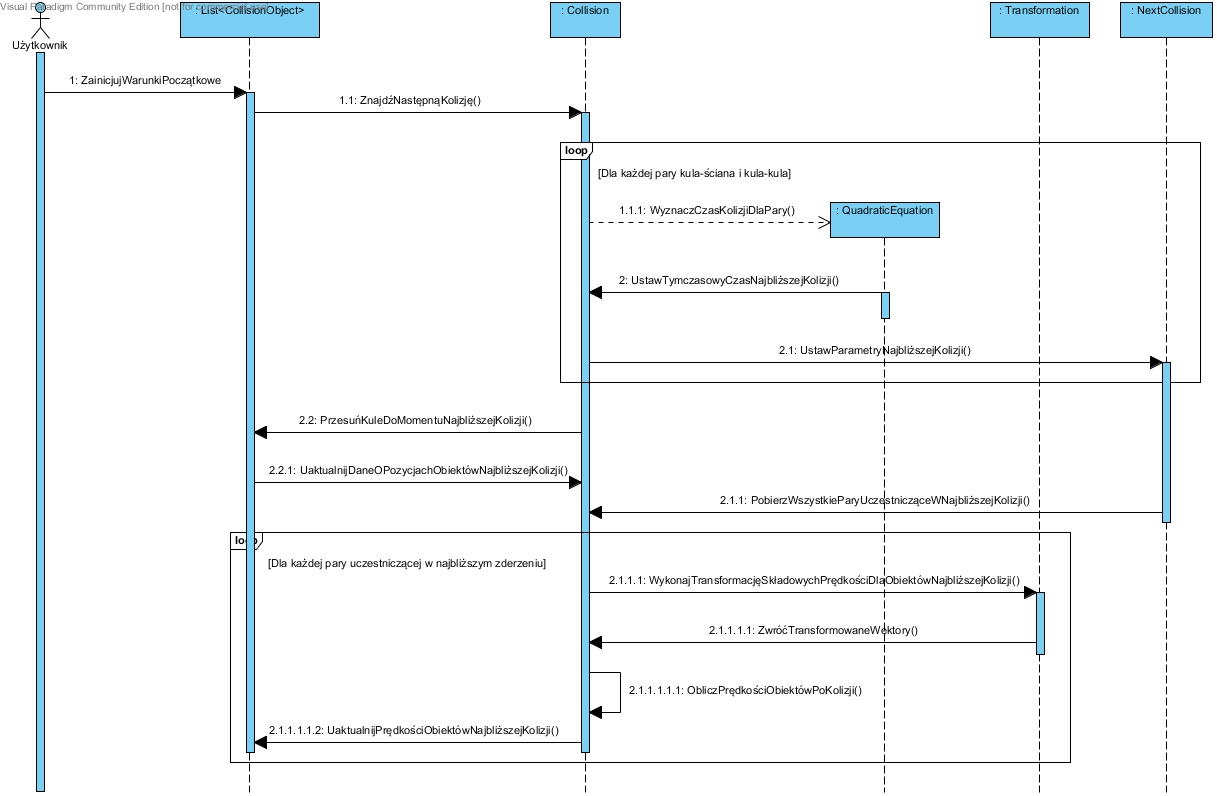 Visual Paradigm Community Edition [not for commercial use]
: List<CollisionObject>
: Collision
: Transformation
: NextCollision
Użytkownik
1: ZainicjujWarunkiPoczątkowe
1.1: ZnajdźNastępnąKolizję()
loop
[Dla każdej pary kula-ściana i kula-kula]
1.1.1: WyznaczCzasKolizjiDlaPary()
: QuadraticEquation
2: UstawTymczasowyCzasNajbliższejKolizji()
2.1: UstawParametryNajbliższejKolizji()
2.2: PrzesuńKuleDoMomentuNajbliższejKolizji()
2.2.1: UaktualnijDaneOPozycjachObiektówNajbliższejKolizji()
2.1.1: PobierzWszystkieParyUczestnicząceWNajbliższejKolizji()
loop
[Dla każdej pary uczestniczącej w najbliższym zderzeniu]
2.1.1.1: WykonajTransformacjęSkładowychPrędkościDlaObiektówNajbliższejKolizji()
2.1.1.1.1: ZwróćTransformowaneWektory()
2.1.1.1.1.1: ObliczPrędkościObiektówPoKolizji()
2.1.1.1.1.2: UaktualnijPrędkościObiektówNajbliższejKolizji()